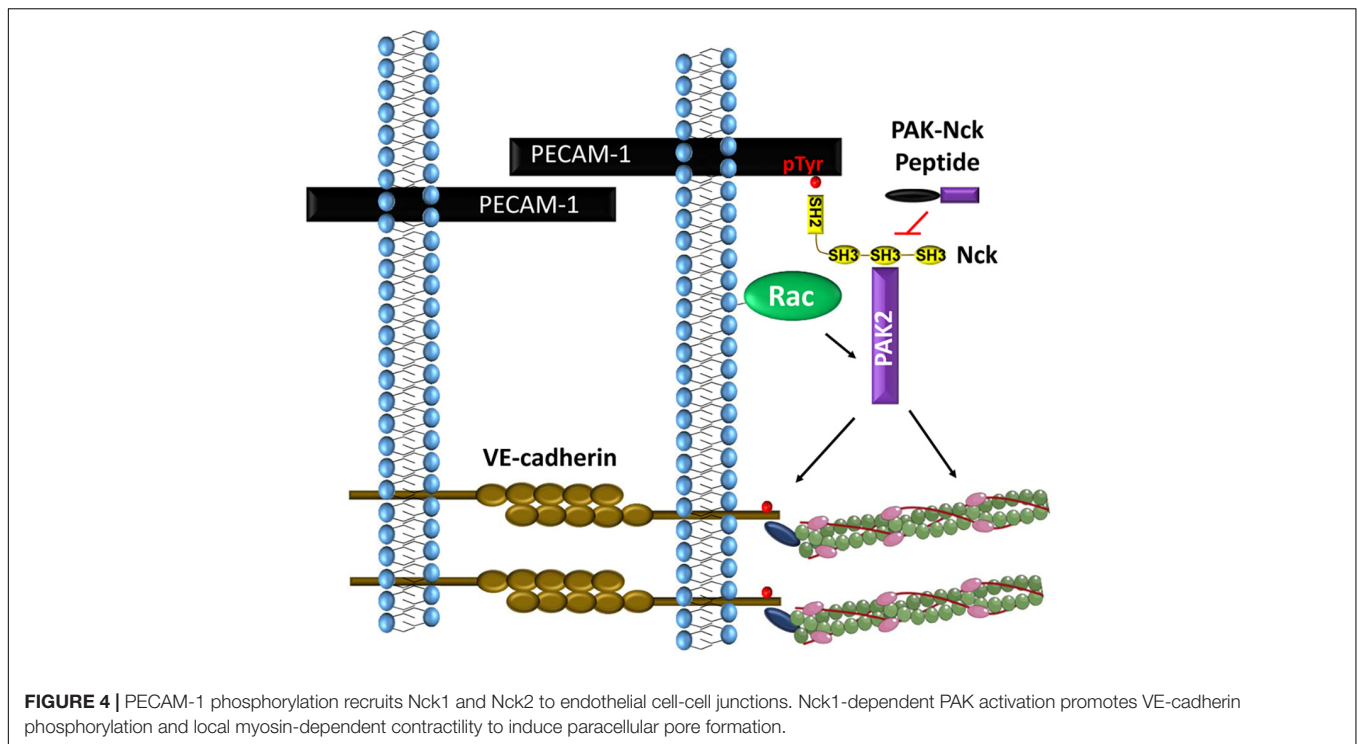 PAK-Nck
Peptide
PECAM-1
pTyr
PECAM-1
SH2
SH3 SH3 SH3 Nck
Rac
PAK2
VE-cadherin
FIGURE 4 | PECAM-1 phosphorylation recruits Nck1 and Nck2 to endothelial cell-cell junctions. Nck1-dependent PAK activation promotes VE-cadherin
phosphorylation and local myosin-dependent contractility to induce paracellular pore formation.